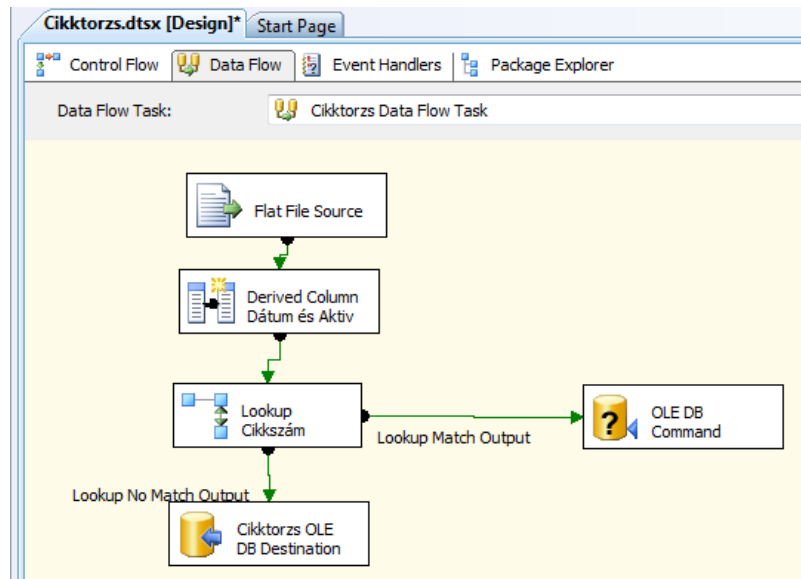 Cikktorzs.dtsx [Design]* Start Page
Control Flow Data Flow Event Handlers Package Explorer
Data Flow Task: Cikktorzs Data Flow Task
Flat File Source
Derived Column
Dátum és Aktiv
Lookup
Cikkszám
Lookup Match Output
OLE DB
Command
Lookup No Match Output
Cikktorzs OLE
DB Destination